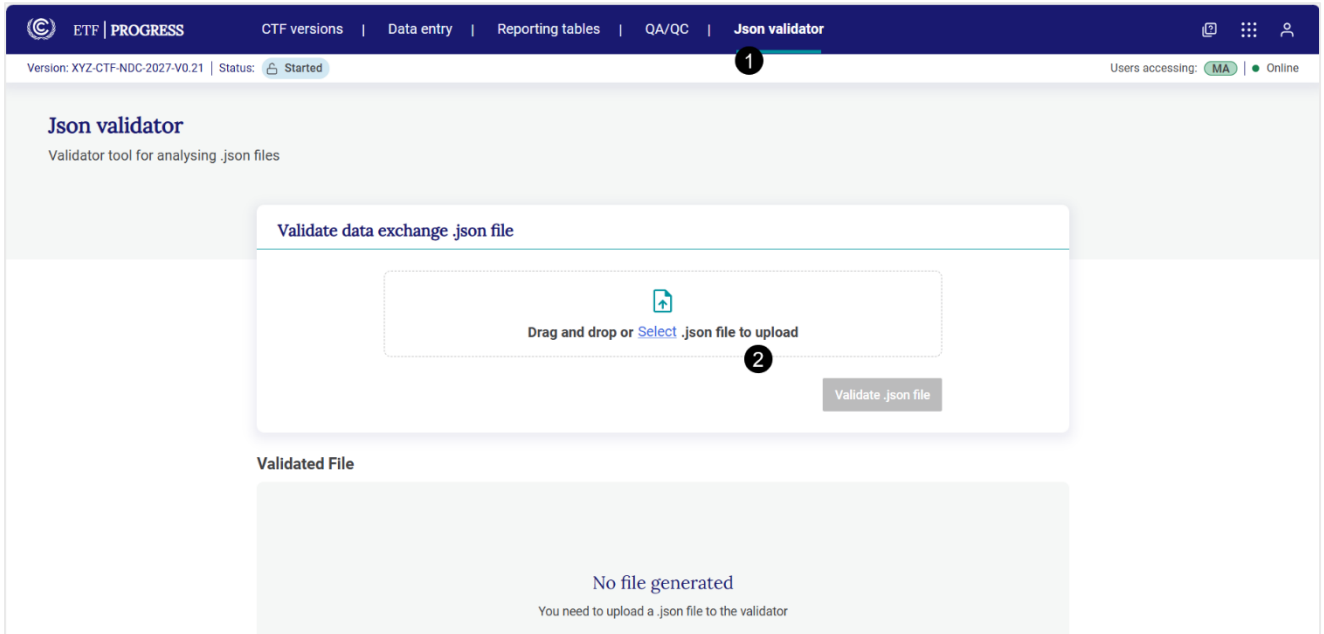 ETF | PROGRESS CTF versions | Data entry | Reporting tables | QA/QC | Json validator
1
Version: XYZ-CTF-NDC-2027-V0.21 | Status: Started Users accessing: MA | Online
Json validator
Validator tool for analysing .json files
Validate data exchange .json file
Drag and drop or Select .json file to upload
2
Validate .json file
Validated File
No file generated
You need to upload a .json file to the validator